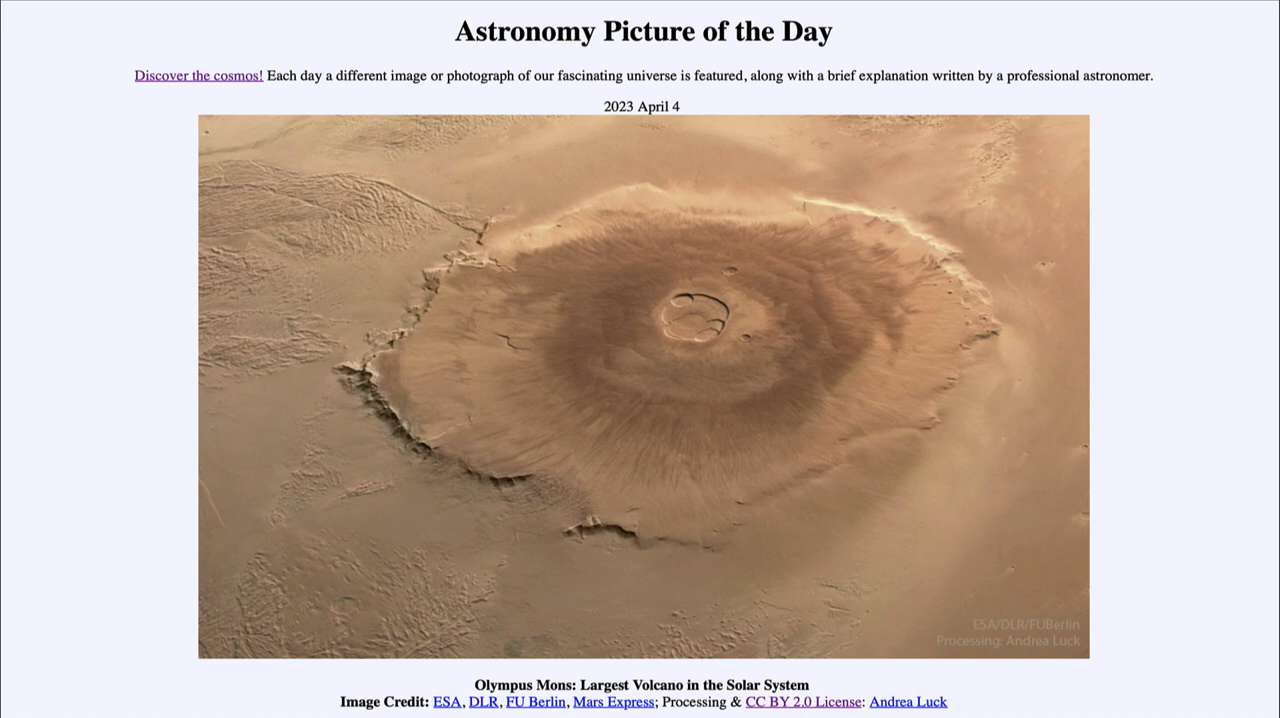 Astronomy Picture of the Day
Discover the cosmos! Each day a different image or photograph of our fascinating universe is featured, along with a brief explanation written by a professional astronomer.
2023 April 4
ESA/DLR/FUBerlin
Processing: Andrea Luck
Olympus Mons: Largest Volcano in the Solar System
Image Credit: ESA, DLR, FU Berlin, Mars Express; Processing & CC BY 2.0 License: Andrea Luck